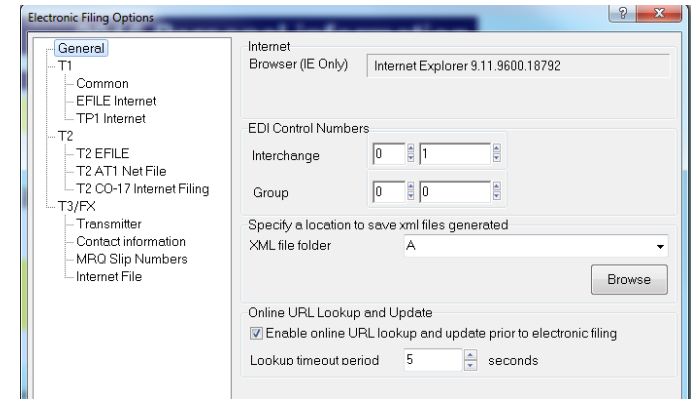 Electronic Filing Options
General
T1
Common
EFILE Internet
TP1 Internet
T2
T2 EFILE
T2 AT1 Net File
T2 CO-17 Internet Filing
T3/FX
Transmitter
Contact information
MRQ Slip Numbers
Internet File
Internet
Browser (IE Only) Internet Explorer 9.11.9600.18792
EDI Control Numbers
Interchange 0 1
Group 0 0
Specify a location to save xml files generated
XML file folder A
Browse
Online URL Lookup and Update
Enable online URL lookup and update prior to electronic filing
Lookup timeout period 5 seconds